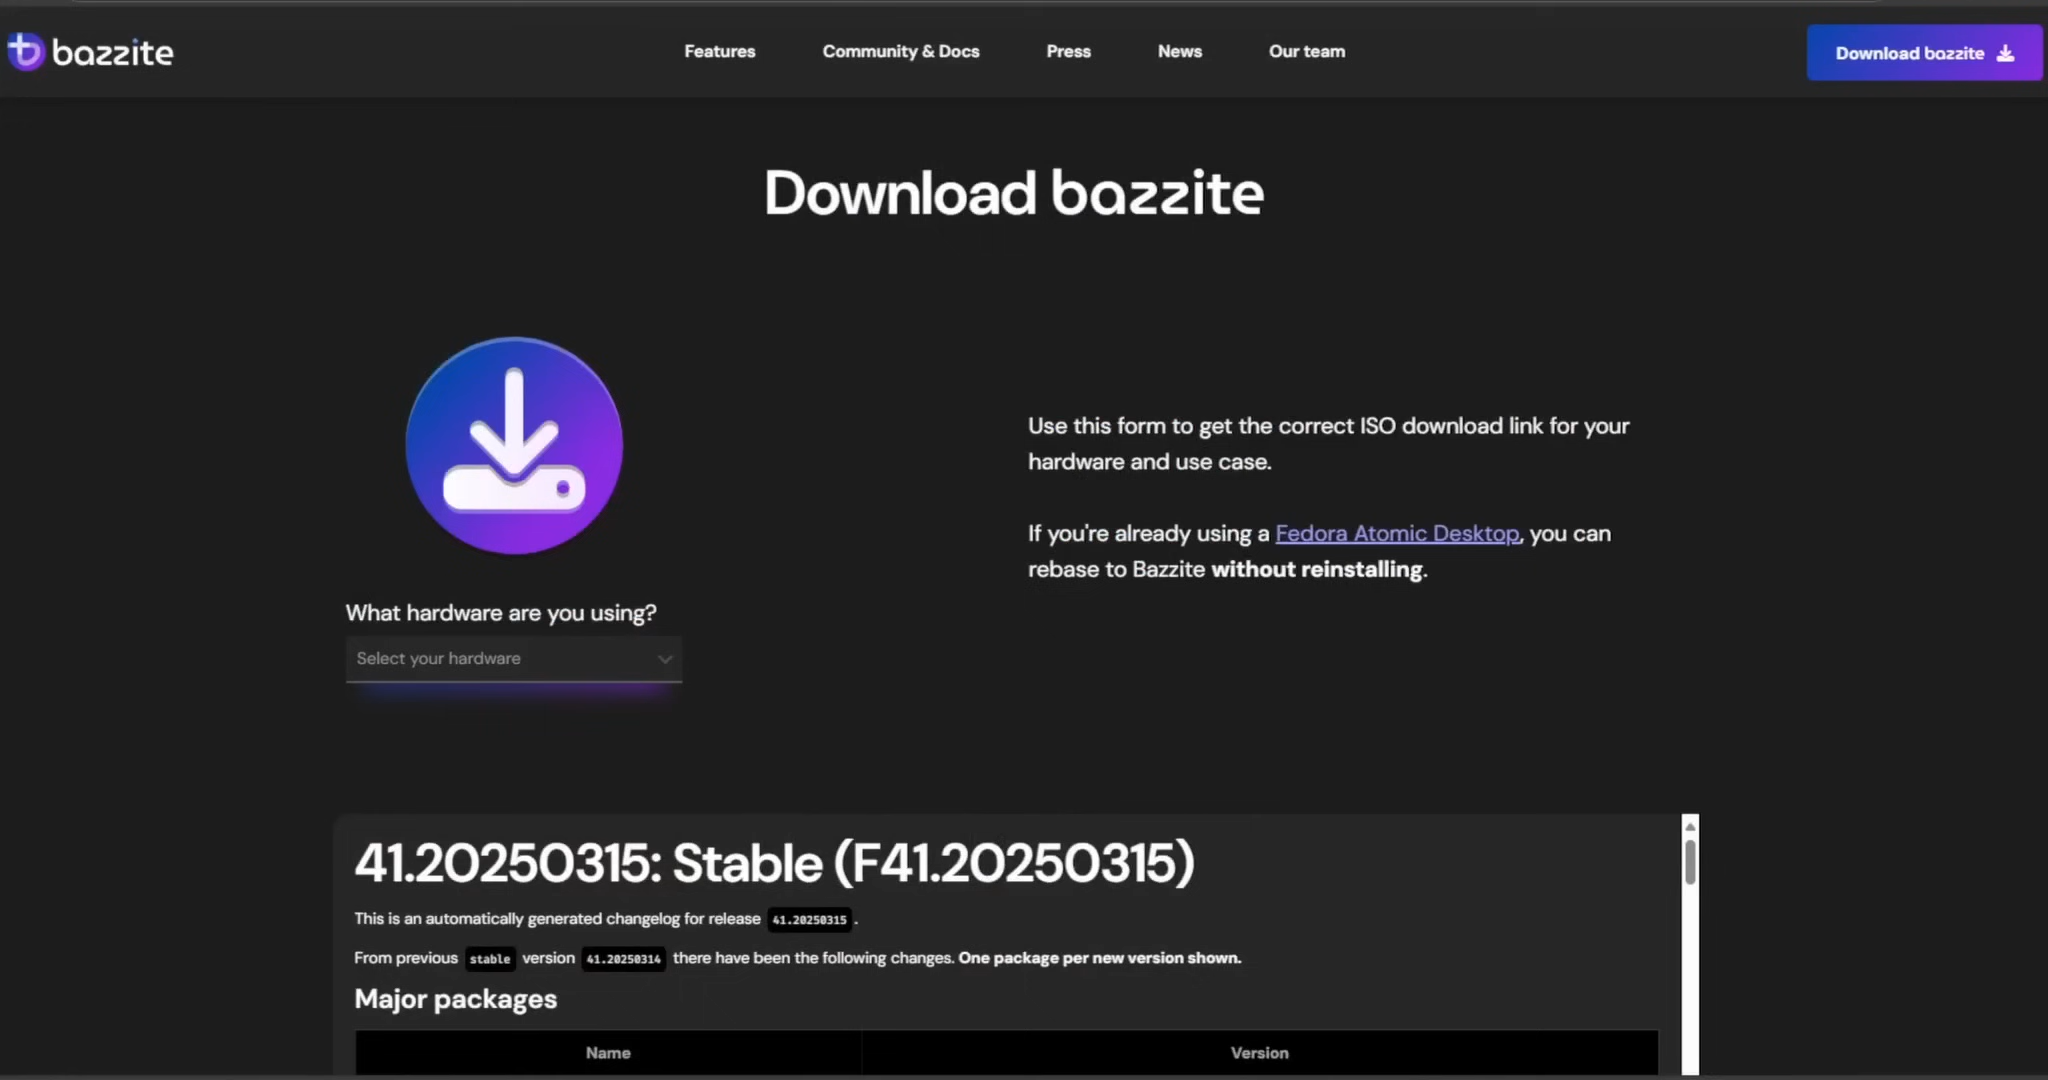 bazzite
Features
Community & Docs
Press
News
Our team
Download bazzite
Download bazzite
Use this form to get the correct ISO download link for your
hardware and use case.
If you're already using a Fedora Atomic Desktop, you can
rebase to Bazzite without reinstalling.
What hardware are you using?
Select your hardware
41.20250315: Stable (F41.20250315)
This is an automatically generated changelog for release 41.20250315 .
From previous stable version 41.20250314 there have been the following changes. One package per new version shown.
Major packages
Name
Version